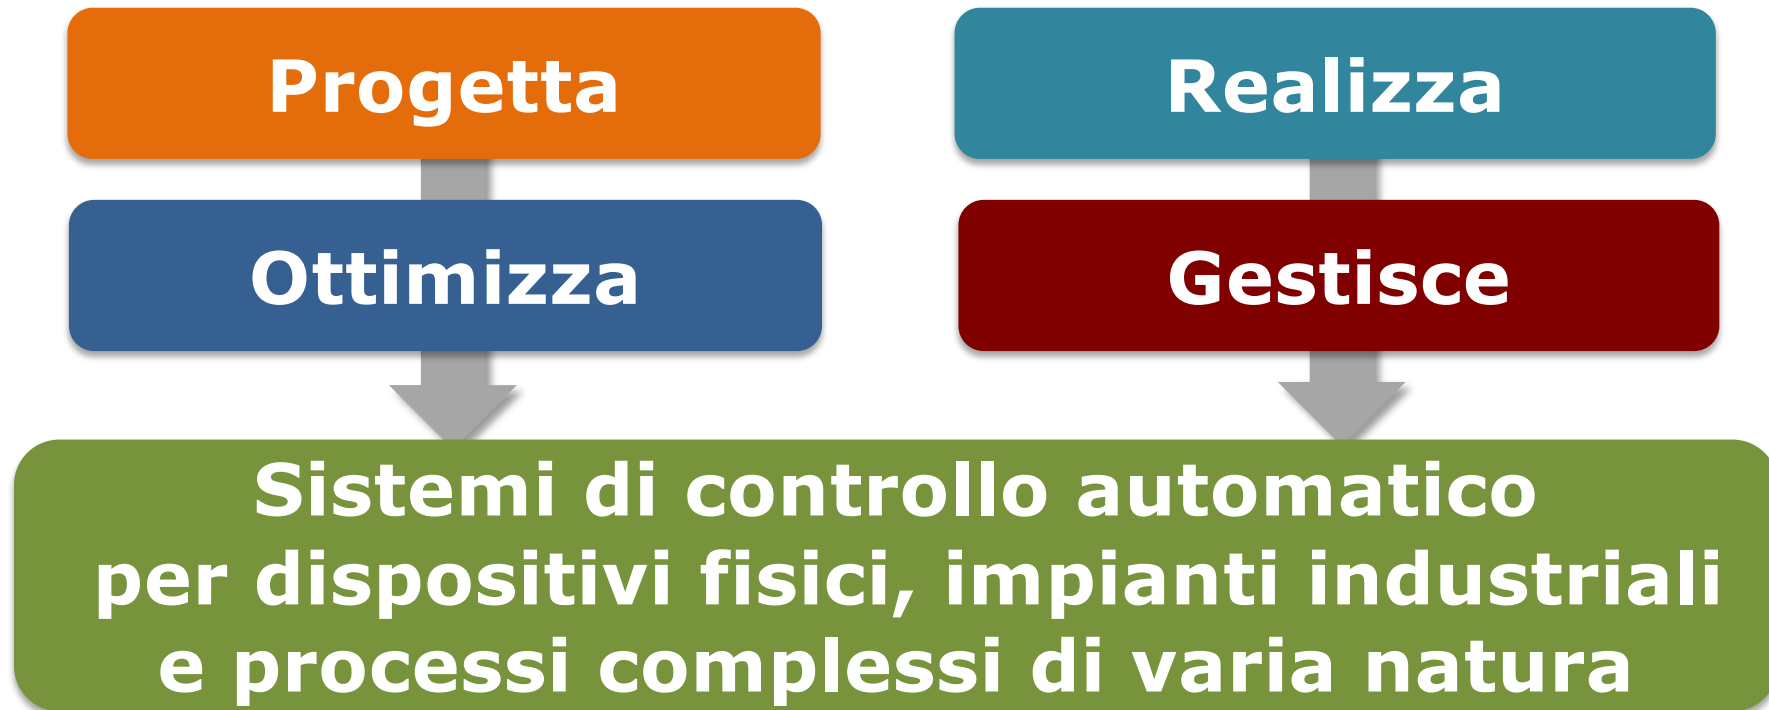 Progetta
Realizza
Ottimizza
Gestisce
Sistemi di controllo automatico
per dispositivi fisici, impianti industriali
e processi complessi di varia natura